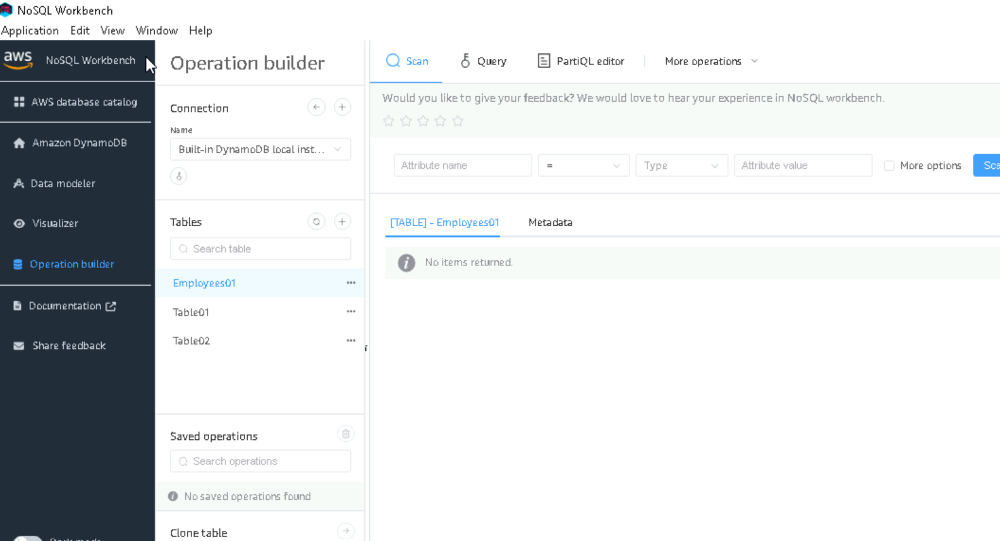 NoSQL Workbench
Application Edit View Window Help
aws NoSQL Workbench
AWS database catalog
Amazon DynamoDB
Data modeler
Visualizer
Operation builder
Documentation
Share feedback
Operation builder
Connection
Name
Built-in DynamoDB local inst...
Tables
Search table
Employees01
Table01
Table02
Saved operations
Search operations
No saved operations found
Clone table
Scan Query PartiQL editor More operations
Would you like to give your feedback? We would love to hear your experience in NoSQL workbench.
Attribute name = Type Attribute value More options
[TABLE] - Employees01 Metadata
No items returned.